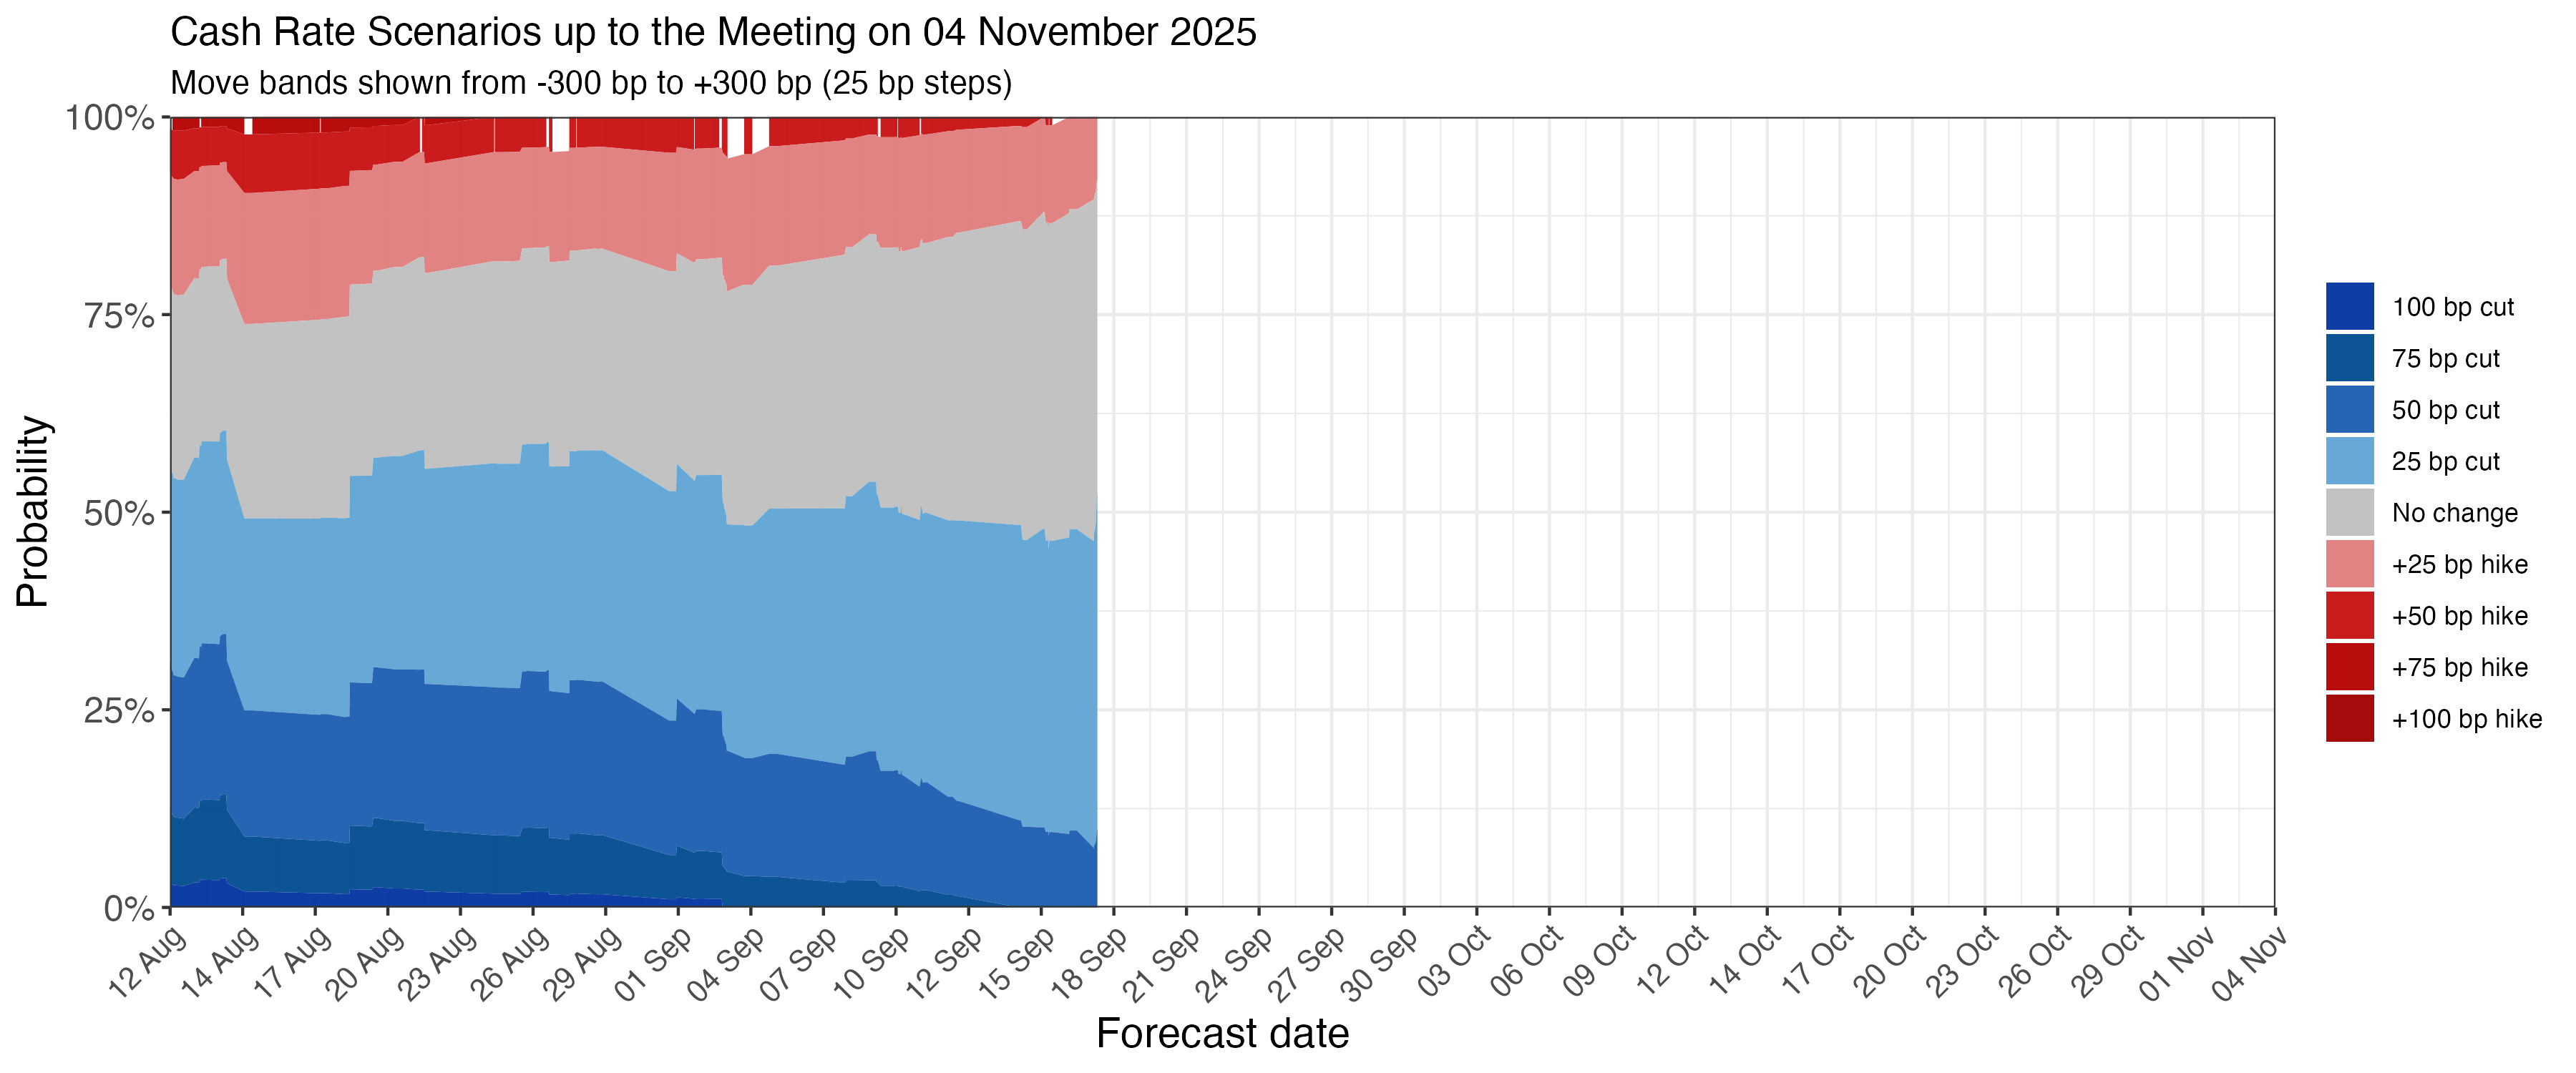 Cash Rate Scenarios up to the Meeting on 04 November 2025
Move bands shown from -300 bp to +300 bp (25 bp steps)
100%
75%
50%
25%
0%
Probability
12 Aug
14 Aug
17 Aug
20 Aug
23 Aug
26 Aug
29 Aug
01 Sep
04 Sep
07 Sep
10 Sep
12 Sep
15 Sep
18 Sep
21 Sep
24 Sep
27 Sep
30 Sep
03 Oct
06 Oct
09 Oct
12 Oct
14 Oct
17 Oct
20 Oct
23 Oct
26 Oct
29 Oct
01 Nov
04 Nov
Forecast date
100 bp cut
75 bp cut
50 bp cut
25 bp cut
No change
+25 bp hike
+50 bp hike
+75 bp hike
+100 bp hike